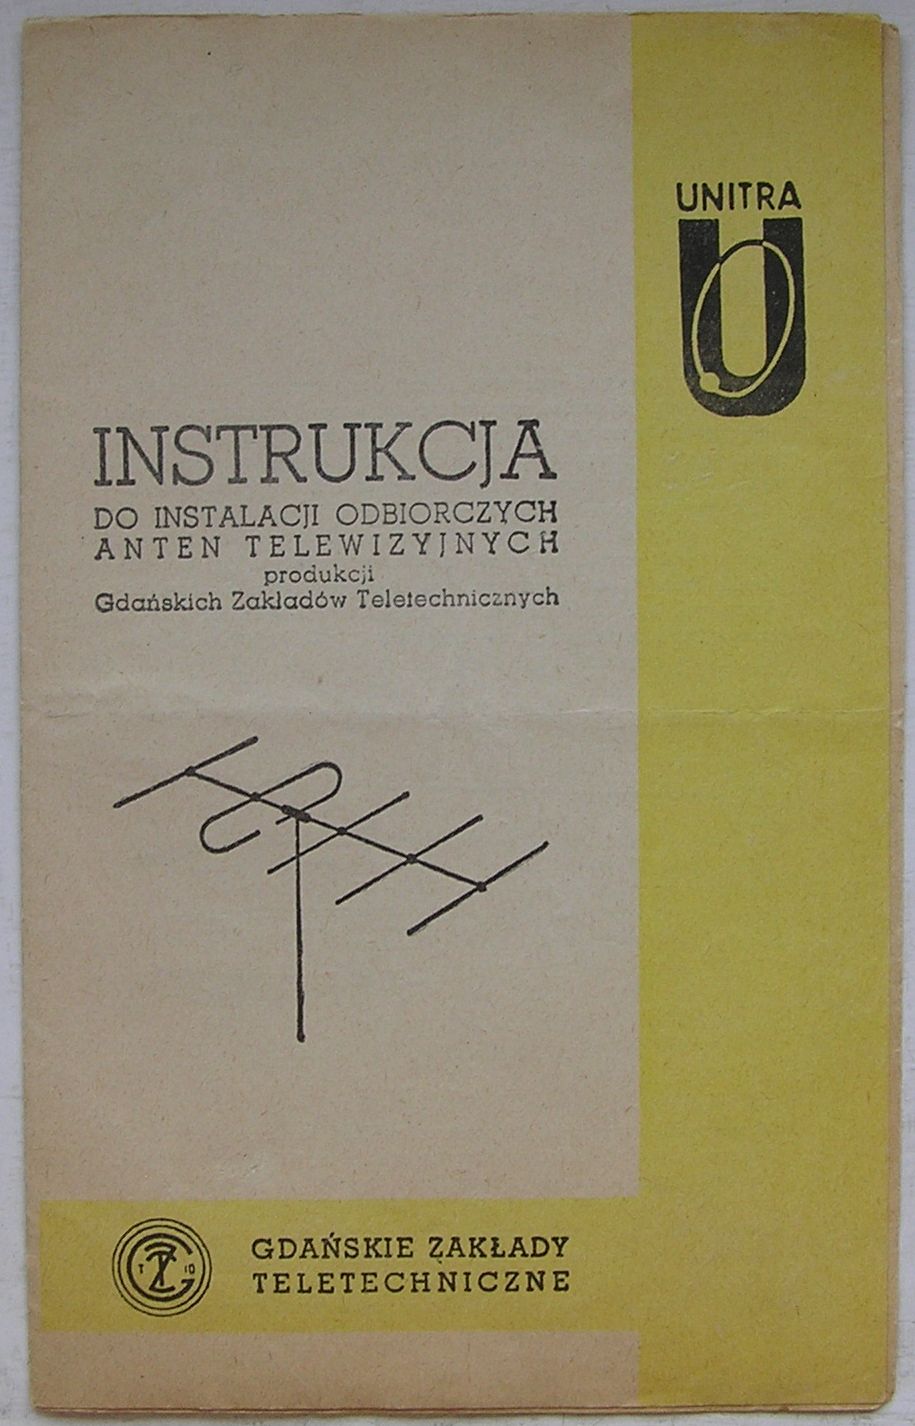 UNITRA
INSTRUKCJA
DO INSTALACJI ODBIORCZYCH
ANTEN TELEWIZYJNYCH
produkcji
Gdańskich Zakładów Teletechnicznych
GDAŃSKIE ZAKŁADY
TELETECHNICZNE